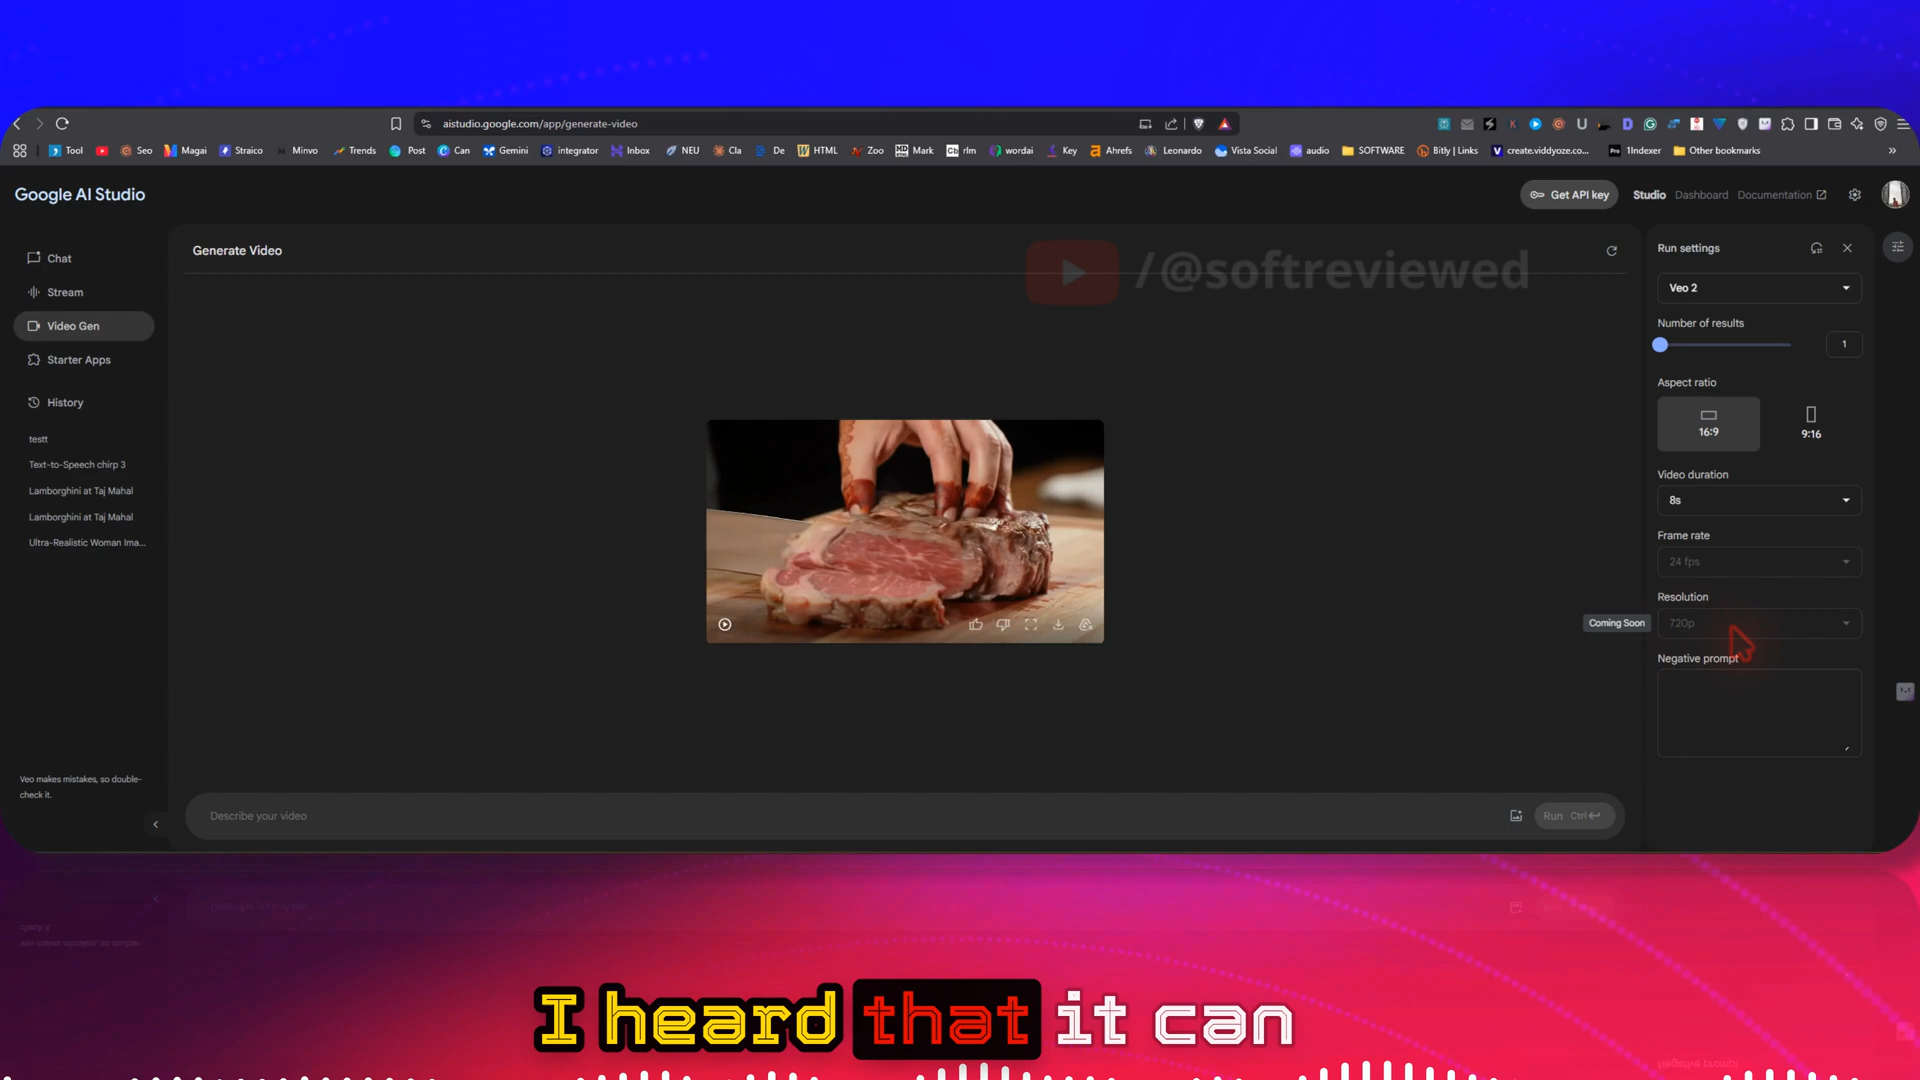 aistudio.google.com/app/generate-video
Tool Seo Magai Straico Minvo Trends Post Can Gemini integrator Inbox NEU Cla De HTML Zoo Mark rlm wordai Key Ahrefs Leonardo Vista Social audio SOFTWARE Bitly | Links create.viddyoze.co... 1Indexer Other bookmarks
Google AI Studio
Get API key Studio Dashboard Documentation
Chat
Stream
Video Gen
Starter Apps
History
testt
Text-to-Speech chirp 3
Lamborghini at Taj Mahal
Lamborghini at Taj Mahal
Ultra-Realistic Woman Ima...
Veo makes mistakes, so double-
check it.
Generate Video
/@softreviewed
Describe your video
Run Ctrl
Run settings
Veo 2
Number of results
1
Aspect ratio
16:9
9:16
Video duration
8s
Frame rate
24 fps
Resolution
Coming Soon
720p
Negative prompt
I heard that it can